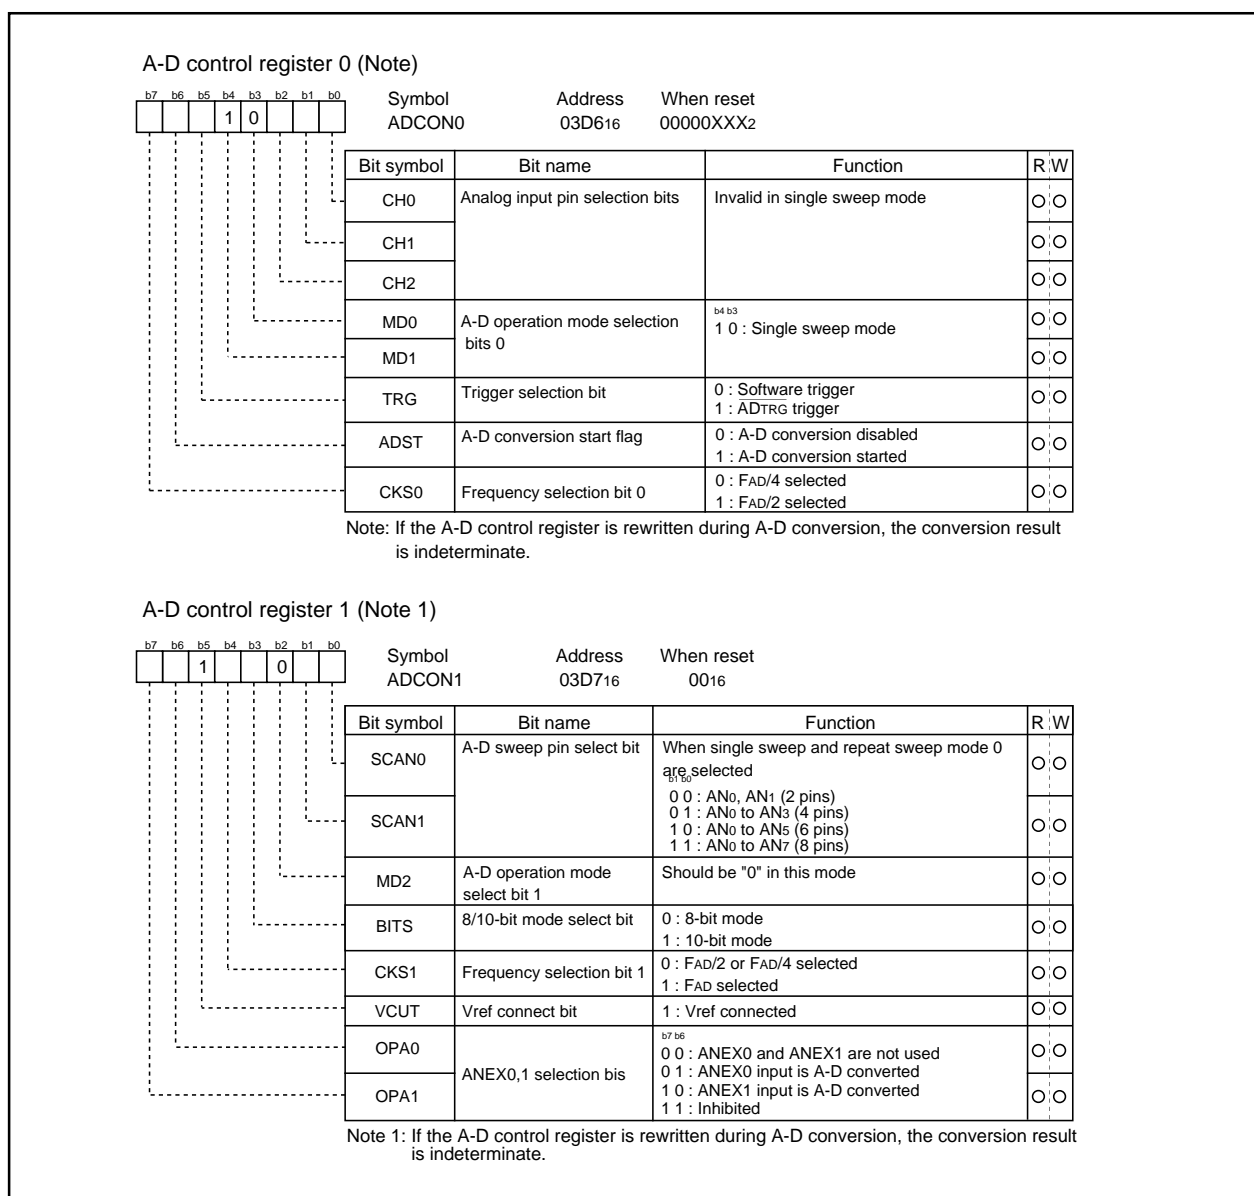 A-D control register 0 (Note)
b7 b6 b5 b4 b3 b2 b1 b0
1 0
Symbol Address When reset
ADCON0 03D616 00000XXX2
Bit symbol Bit name Function R W
CH0 Analog input pin selection bits Invalid in single sweep mode
CH1
CH2
MD0 A-D operation mode selection bits 0
b4 b3
1 0 : Single sweep mode
MD1
TRG Trigger selection bit 0 : Software trigger
1 : ADTRG trigger
ADST A-D conversion start flag 0 : A-D conversion disabled
1 : A-D conversion started
CKS0 Frequency selection bit 0 0 : FAD/4 selected
1 : FAD/2 selected
Note: If the A-D control register is rewritten during A-D conversion, the conversion result
is indeterminate.
A-D control register 1 (Note 1)
b7 b6 b5 b4 b3 b2 b1 b0
1 0
Symbol Address When reset
ADCON1 03D716 0016
Bit symbol Bit name Function R W
SCAN0 A-D sweep pin select bit When single sweep and repeat sweep mode 0
are selected
b1 b0
0 0 : AN0, AN1 (2 pins)
0 1 : AN0 to AN3 (4 pins)
1 0 : AN0 to AN5 (6 pins)
1 1 : AN0 to AN7 (8 pins)
SCAN1
MD2 A-D operation mode
select bit 1
Should be "0" in this mode
BITS 8/10-bit mode select bit 0 : 8-bit mode
1 : 10-bit mode
CKS1 Frequency selection bit 1 0 : FAD/2 or FAD/4 selected
1 : FAD selected
VCUT Vref connect bit 1 : Vref connected
OPA0
ANEX0,1 selection bis
b7 b6
0 0 : ANEX0 and ANEX1 are not used
0 1 : ANEX0 input is A-D converted
1 0 : ANEX1 input is A-D converted
1 1 : Inhibited
OPA1
Note 1: If the A-D control register is rewritten during A-D conversion, the conversion result
is indeterminate.